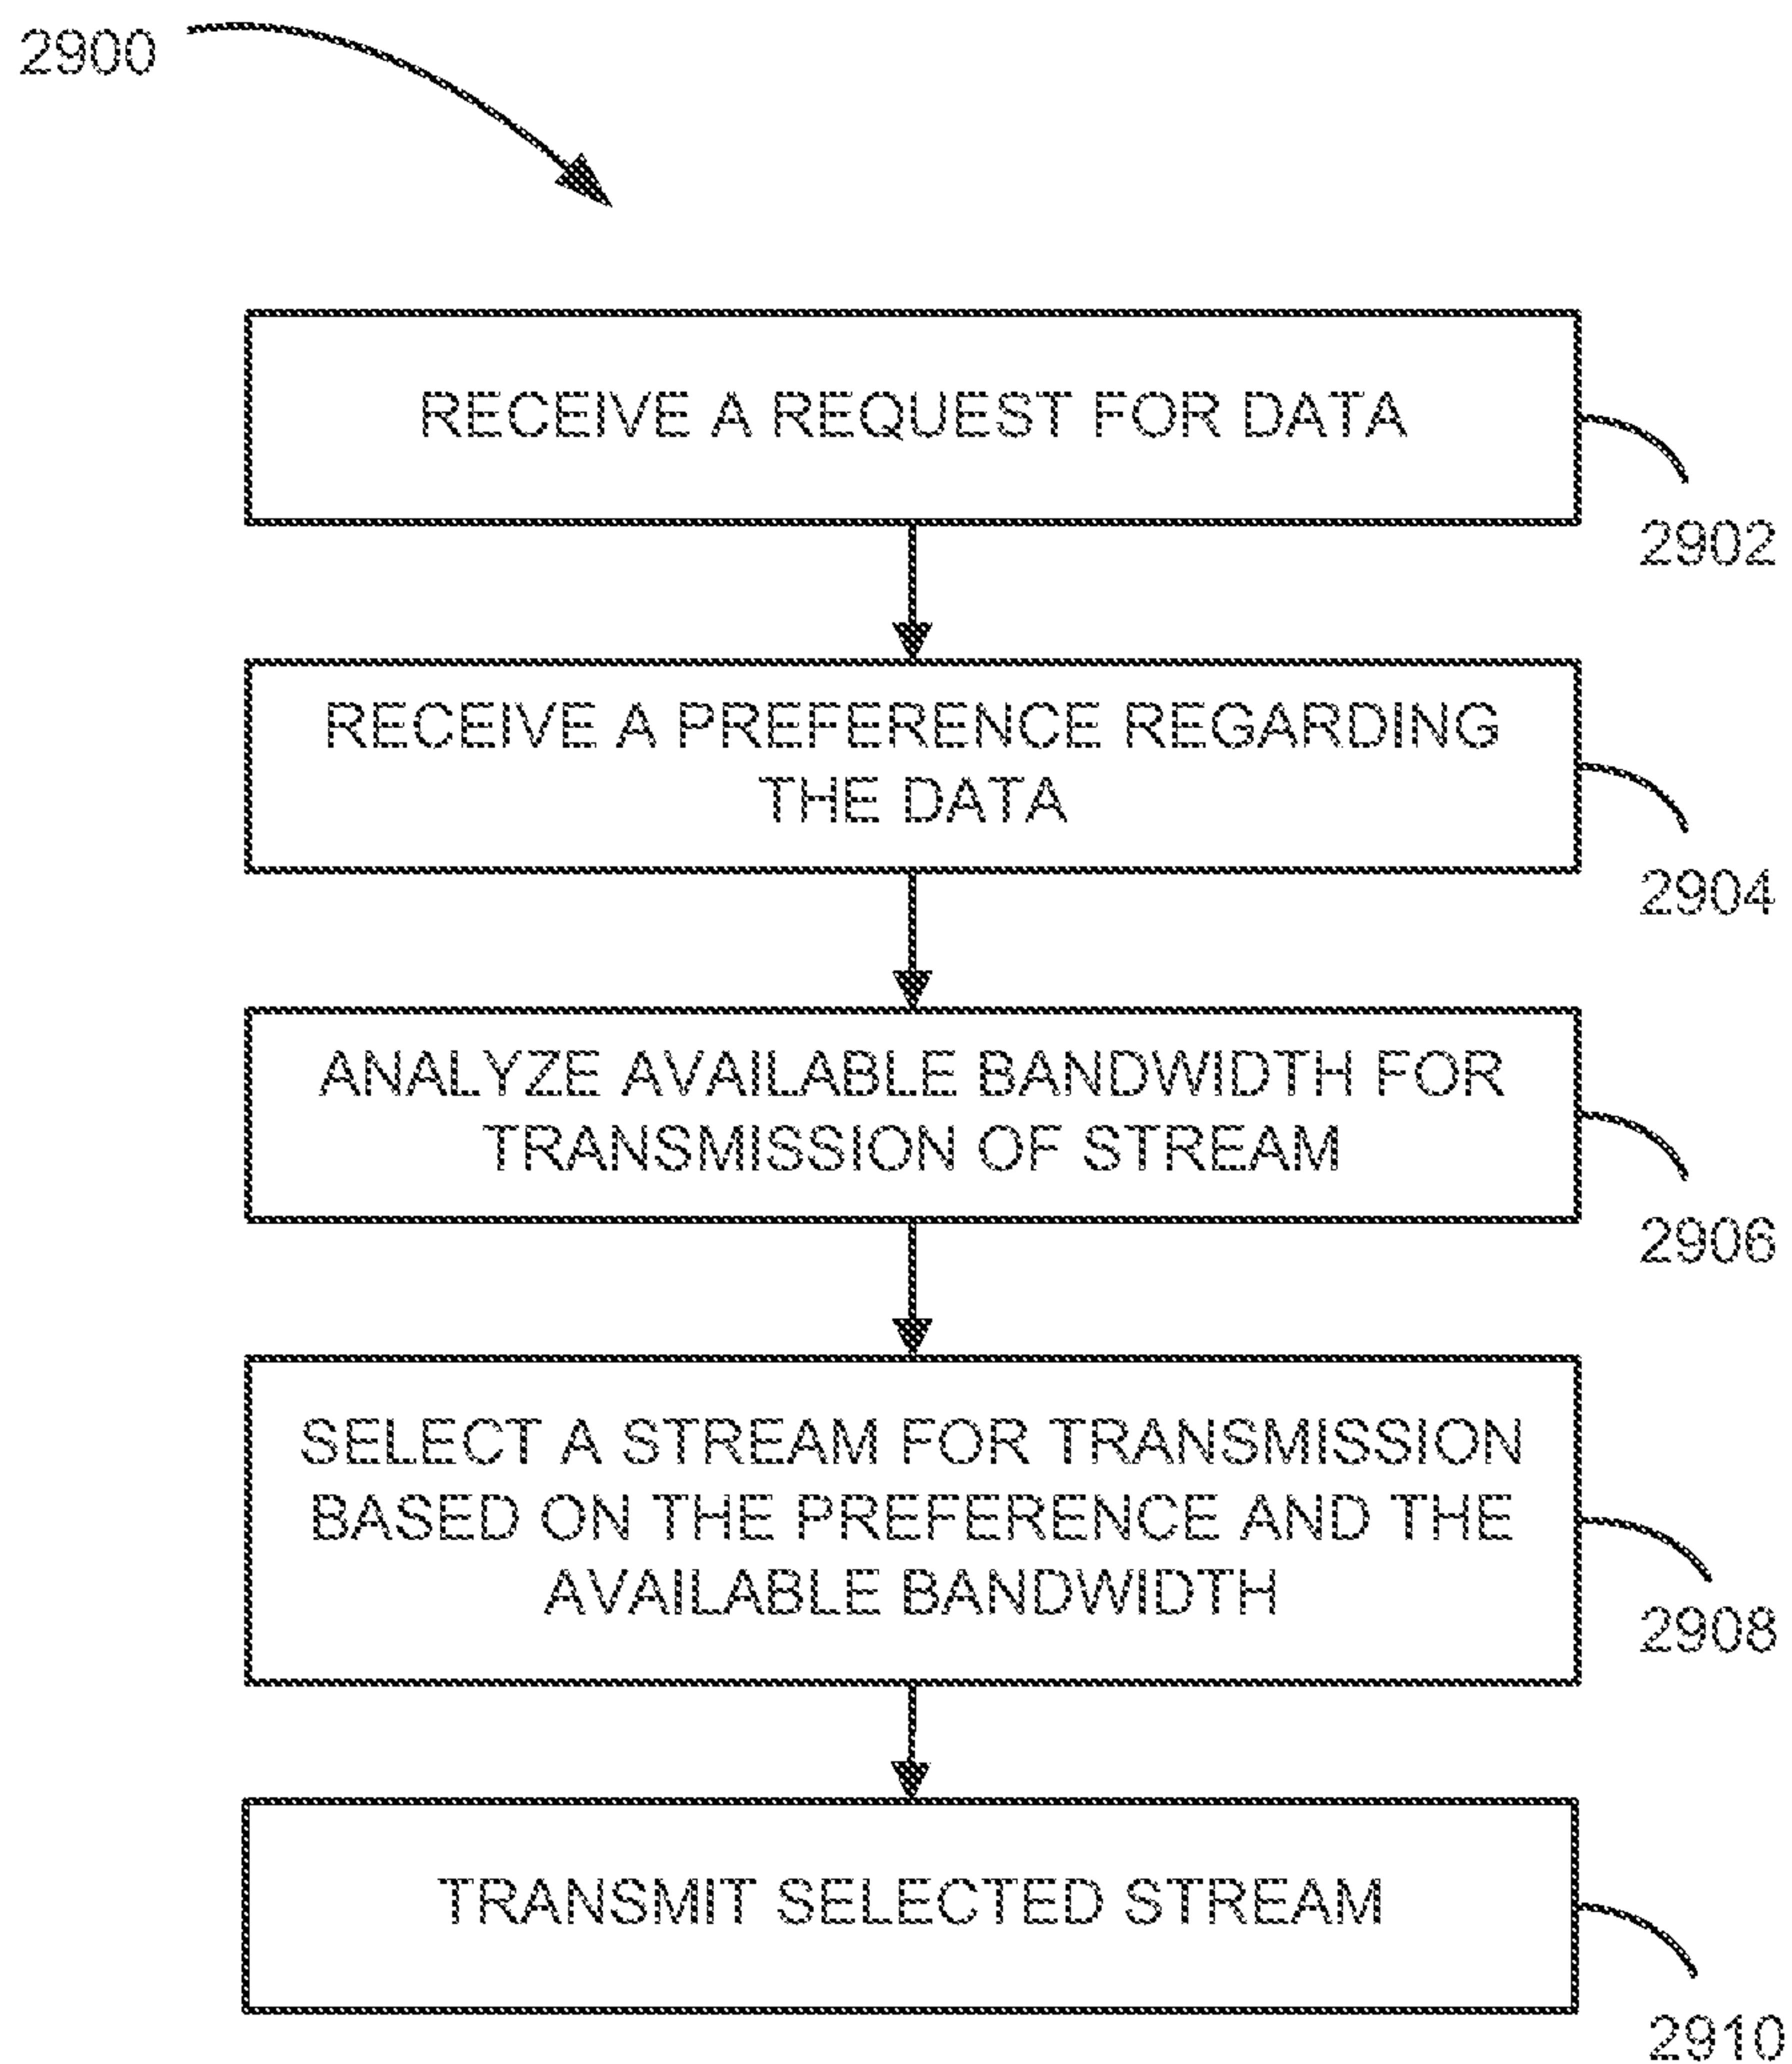 2900
RECEIVE A REQUEST FOR DATA
2902
RECEIVE A PREFERENCE REGARDING
THE DATA
2904
ANALYZE AVAILABLE BANDWIDTH FOR
TRANSMISSION OF STREAM
2906
SELECT A STREAM FOR TRANSMISSION
BASED ON THE PREFERENCE AND THE
AVAILABLE BANDWIDTH
2908
TRANSMIT SELECTED STREAM
2910